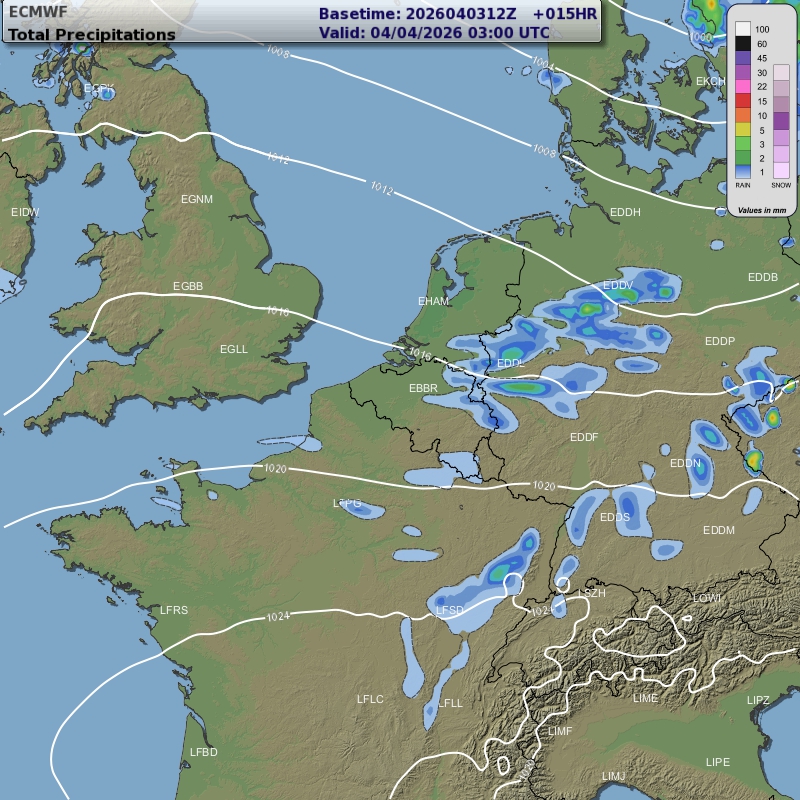 ECMWF
Basetime: 2026040312Z +015HR
Total Precipitations
Valid: 04/04/2026 03:00 UTC
100
60
45
30
22
15
10
5
3
2
1
RAIN
SNOW
Values in mm
1000
1008
1004
EKCH
1008
1012
1012
EIDW
EGNM
EDDH
EGBB
EDDV
EDDB
EHAM
1016
EGLL
EDDP
1016
EDDL
EBBR
EDDF
EDDN
1020
1020
LFPG
EDDS
EDDM
LSZH
LOWI
LFRS
1024
LFSD
LFLC
LFLL
LIME
LIPZ
LIMF
LFBD
LIPE
1020
LIMJ